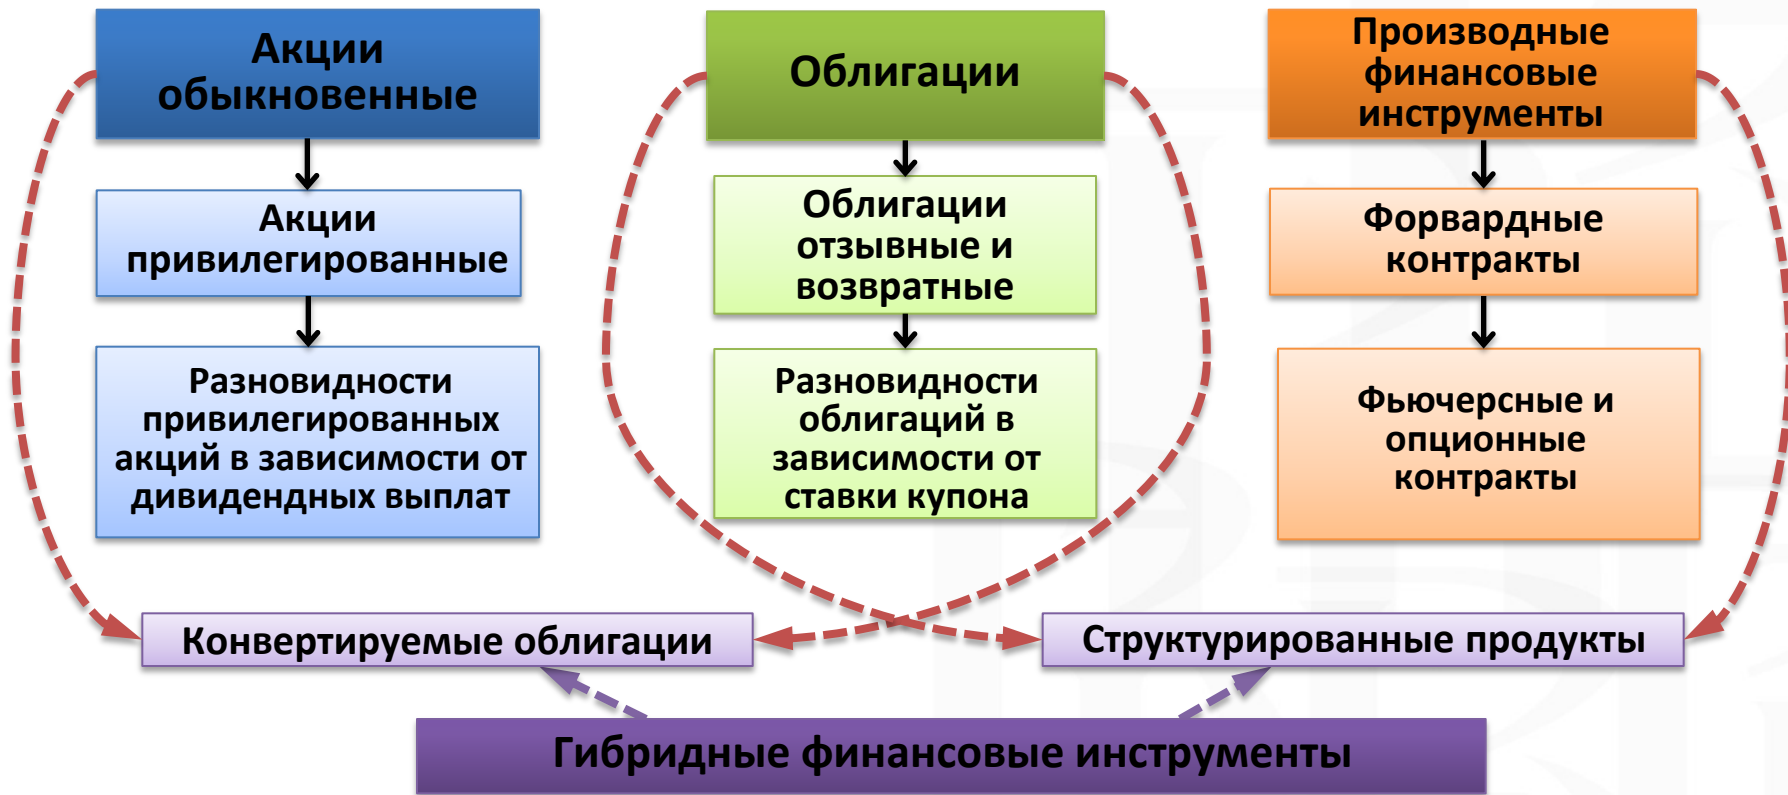 Акции
обыкновенные
Облигации
Производные
финансовые
инструменты
Акции
привилегированные
Облигации
отзывные и
возвратные
Форвардные
контракты
Разновидности
привилегированных
акций в зависимости от
дивидендных выплат
Разновидности
облигаций в
зависимости от
ставки купона
Фьючерсные и
опционные
контракты
Конвертируемые облигации
Структурированные продукты
Гибридные финансовые инструменты